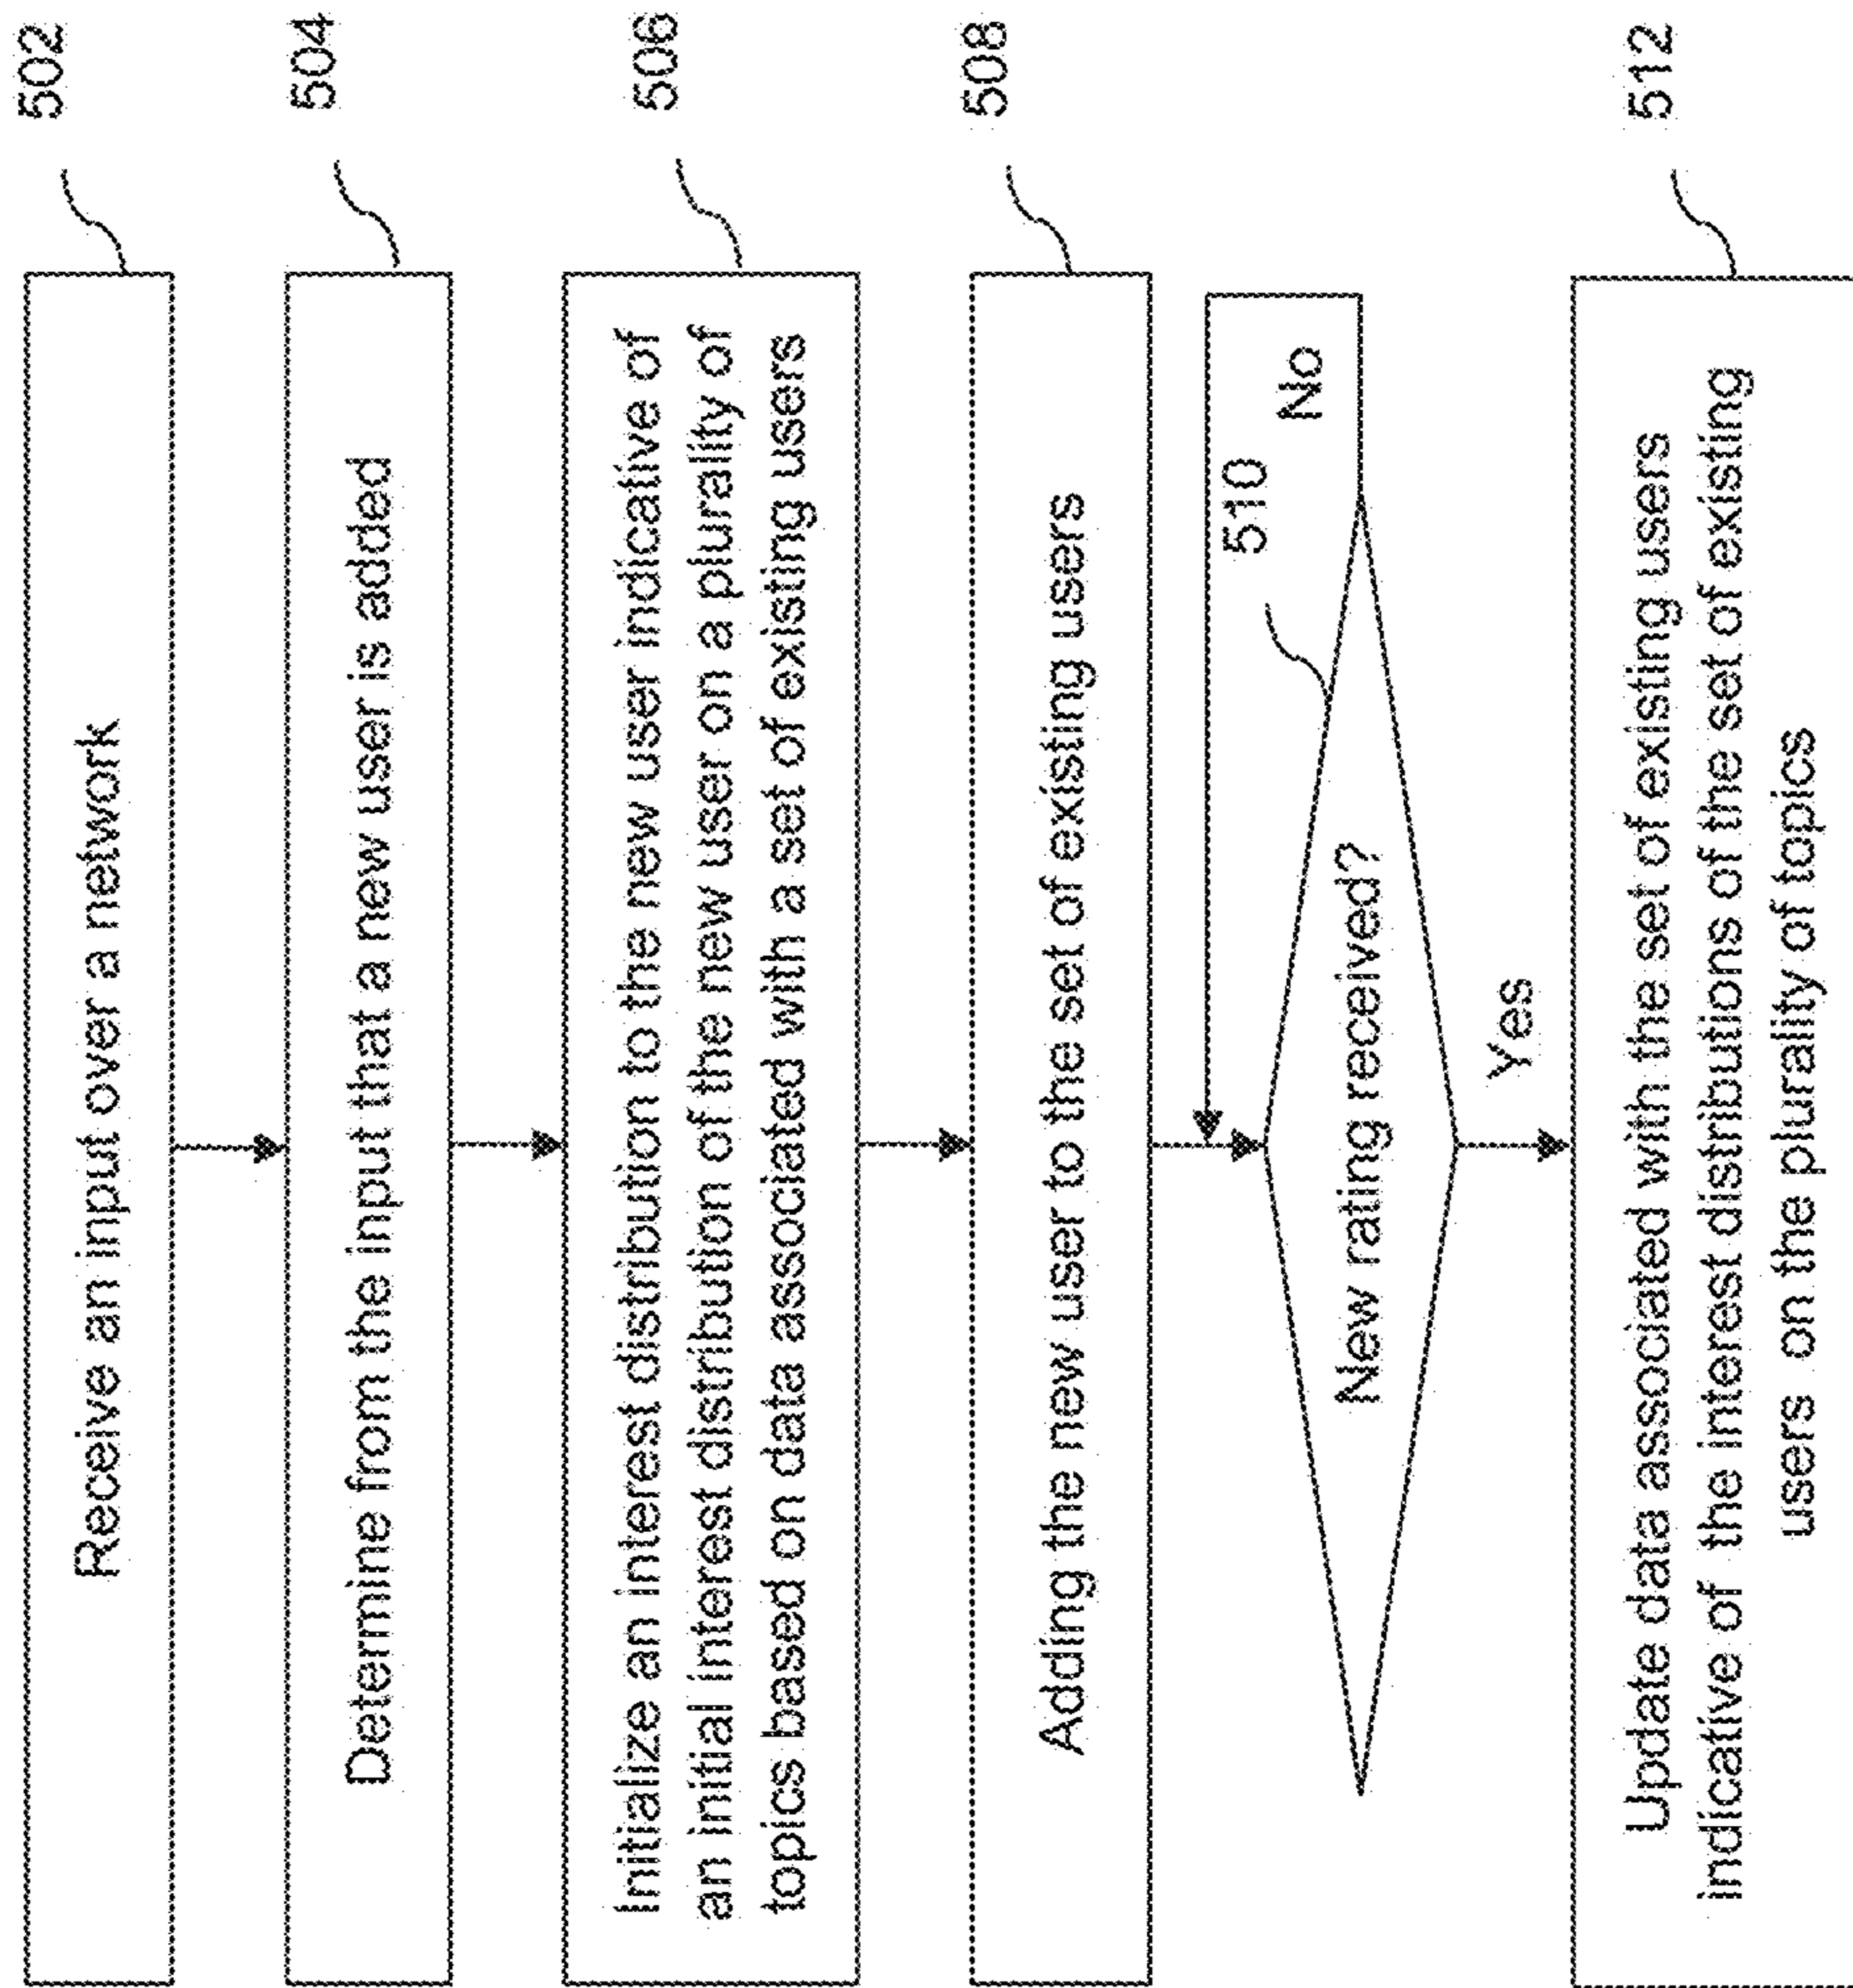 502
Receive an input over a network
504
Determine from the input that a new user is added
506
Initialize an interest distribution to the new user indicative of
an initial interest distribution of the new user on a plurality of
topics based on data associated with a set of existing users
508
Adding the new user to the set of existing users
510
No
New rating received?
Yes
512
Update data associated with the set of existing users
indicative of the interest distributions of the set of existing
users on the plurality of topics